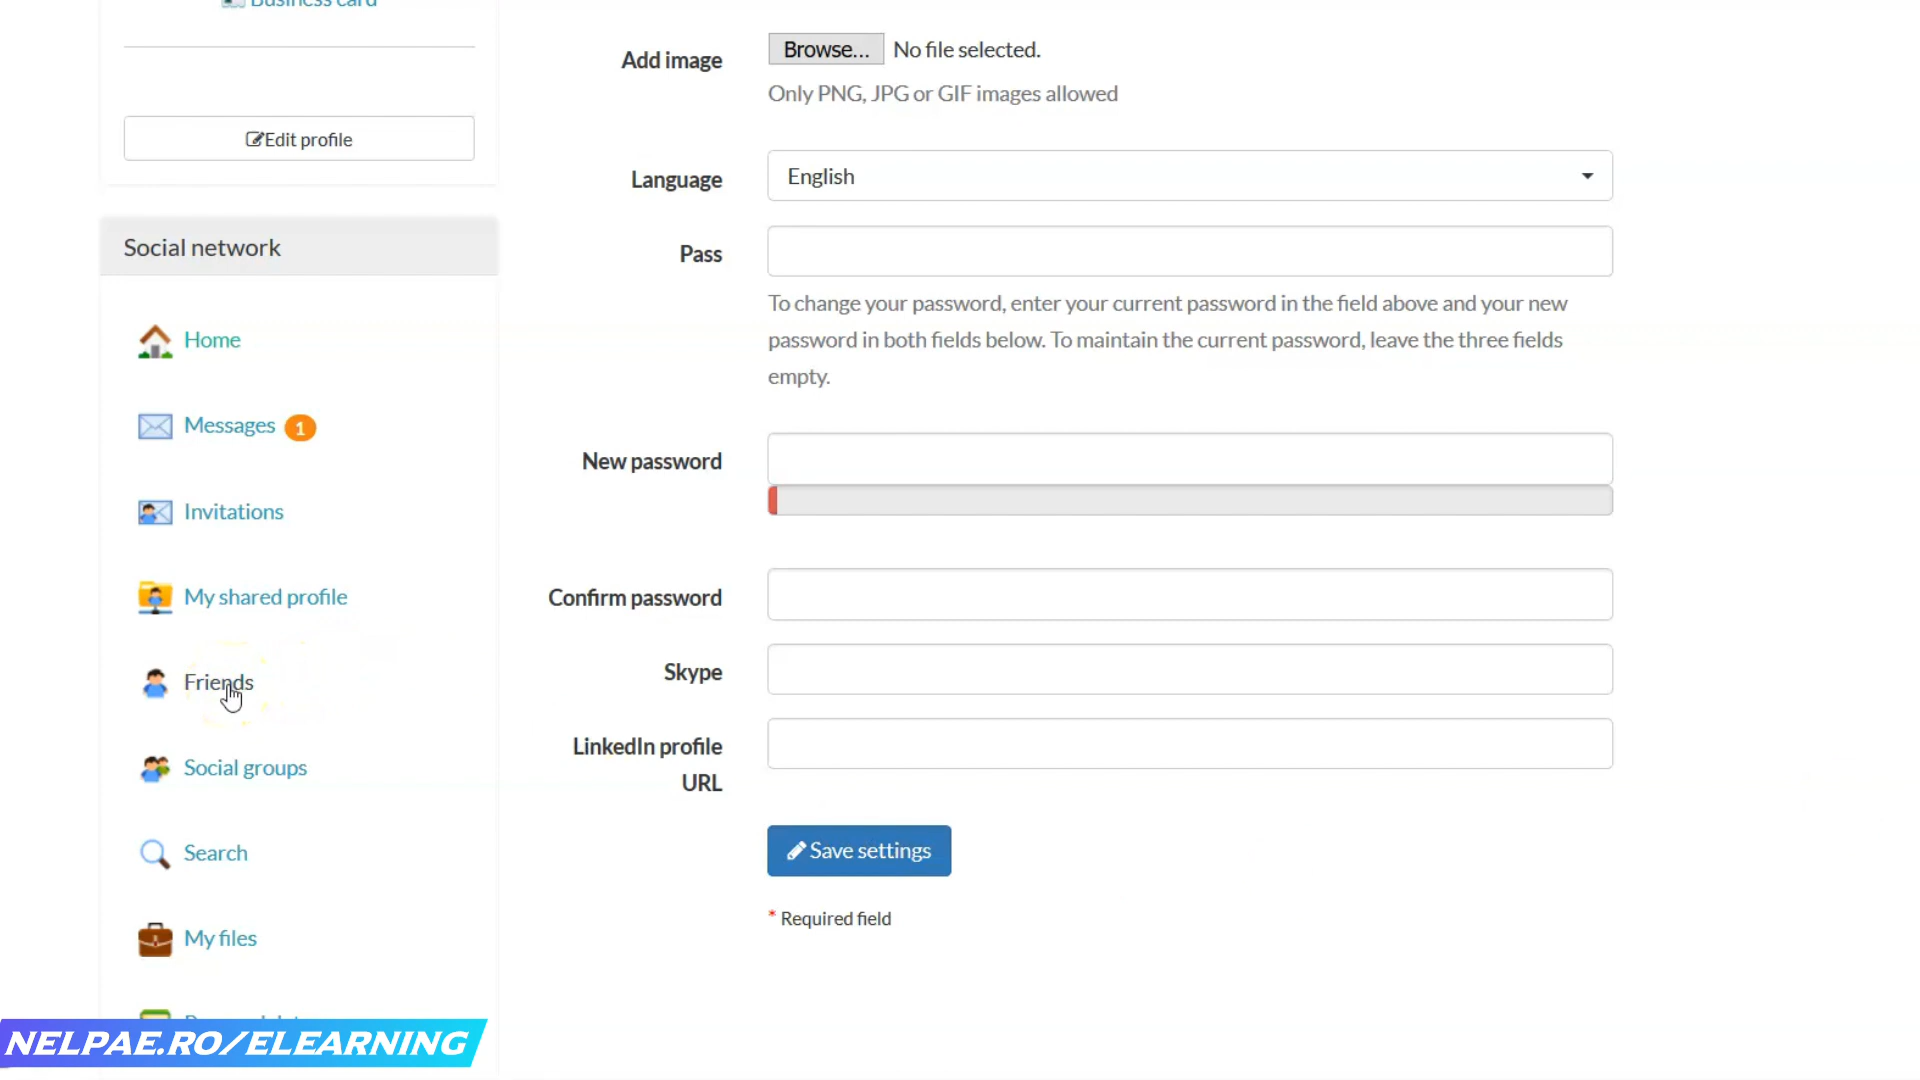 Business card
Edit profile
Social network
Home
Messages 1
Invitations
My shared profile
Friends
Social groups
Search
My files
Add image
Browse... No file selected.
Only PNG, JPG or GIF images allowed
Language
English
Pass
To change your password, enter your current password in the field above and your new
password in both fields below. To maintain the current password, leave the three fields
empty.
New password
Confirm password
Skype
LinkedIn profile
URL
Save settings
* Required field
NELPAE.RO/ELEARNING